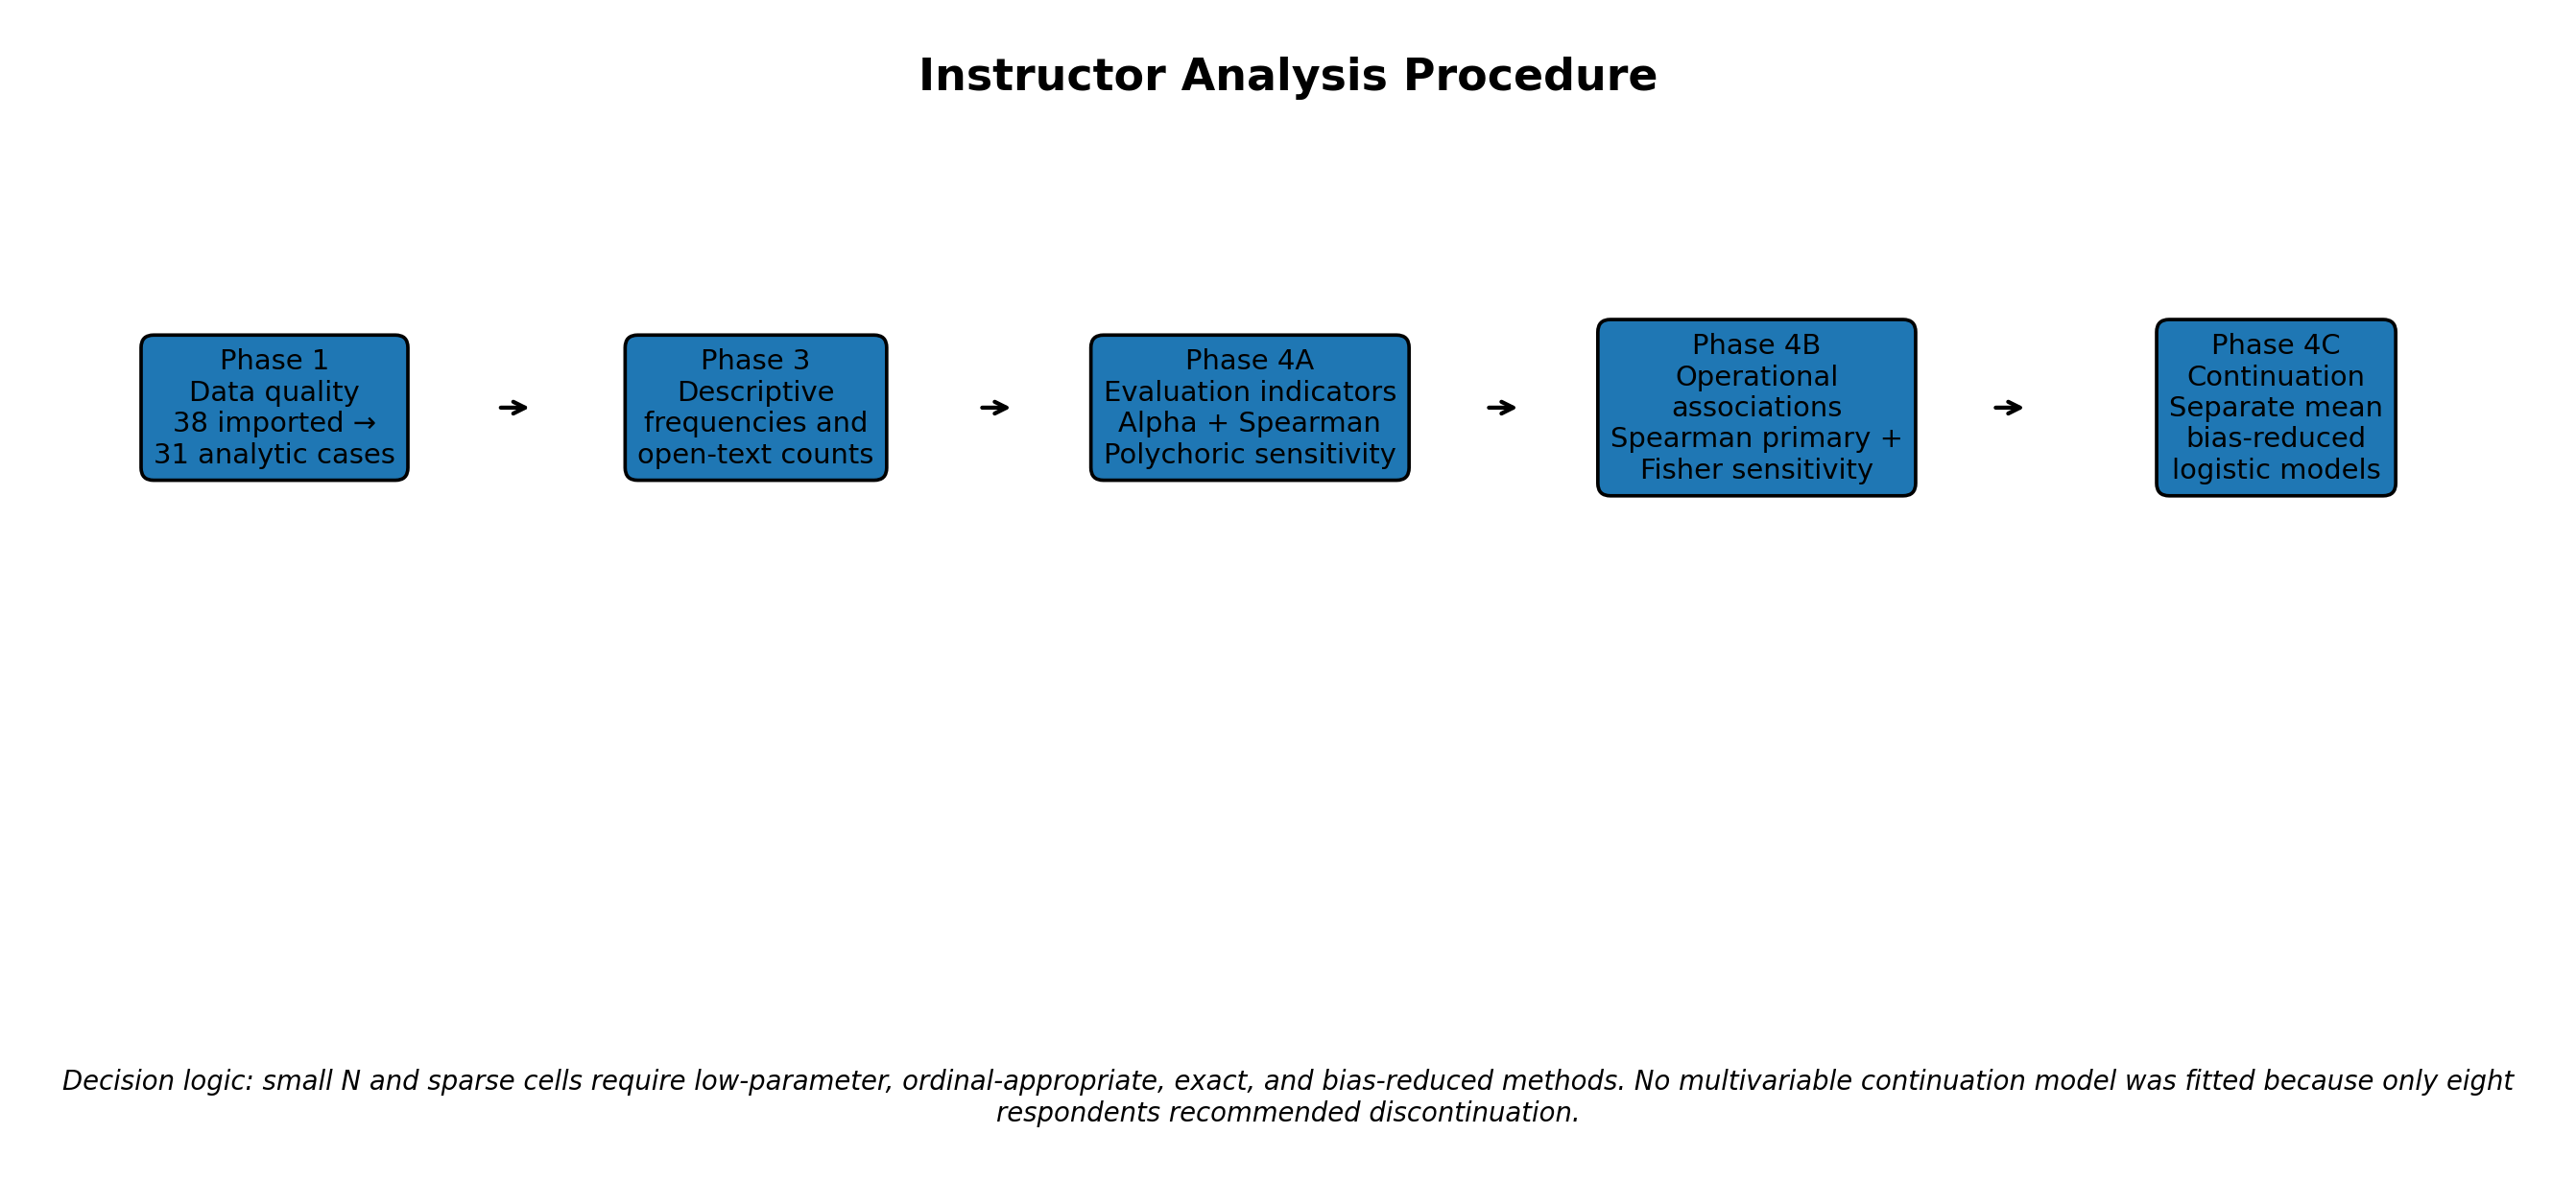 Instructor Analysis Procedure
Phase 1
Data quality
38 imported →
31 analytic cases
Phase 3
Descriptive
frequencies and
open-text counts
Phase 4A
Evaluation indicators
Alpha + Spearman
Polychoric sensitivity
Phase 4B
Operational
associations
Spearman primary +
Fisher sensitivity
Phase 4C
Continuation
Separate mean
bias-reduced
logistic models
Decision logic: small N and sparse cells require low-parameter, ordinal-appropriate, exact, and bias-reduced methods. No multivariable continuation model was fitted because only eight
respondents recommended discontinuation.